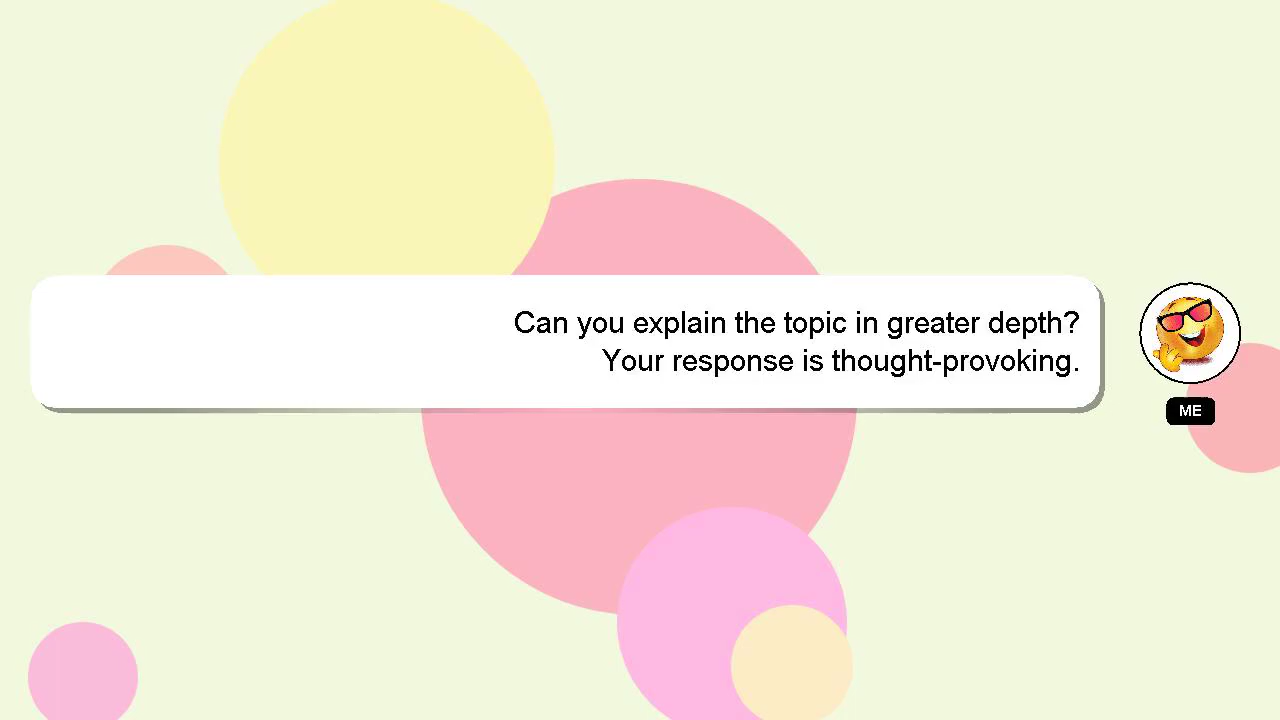 Can you explain the topic in greater depth?
Your response is thought-provoking.
ME